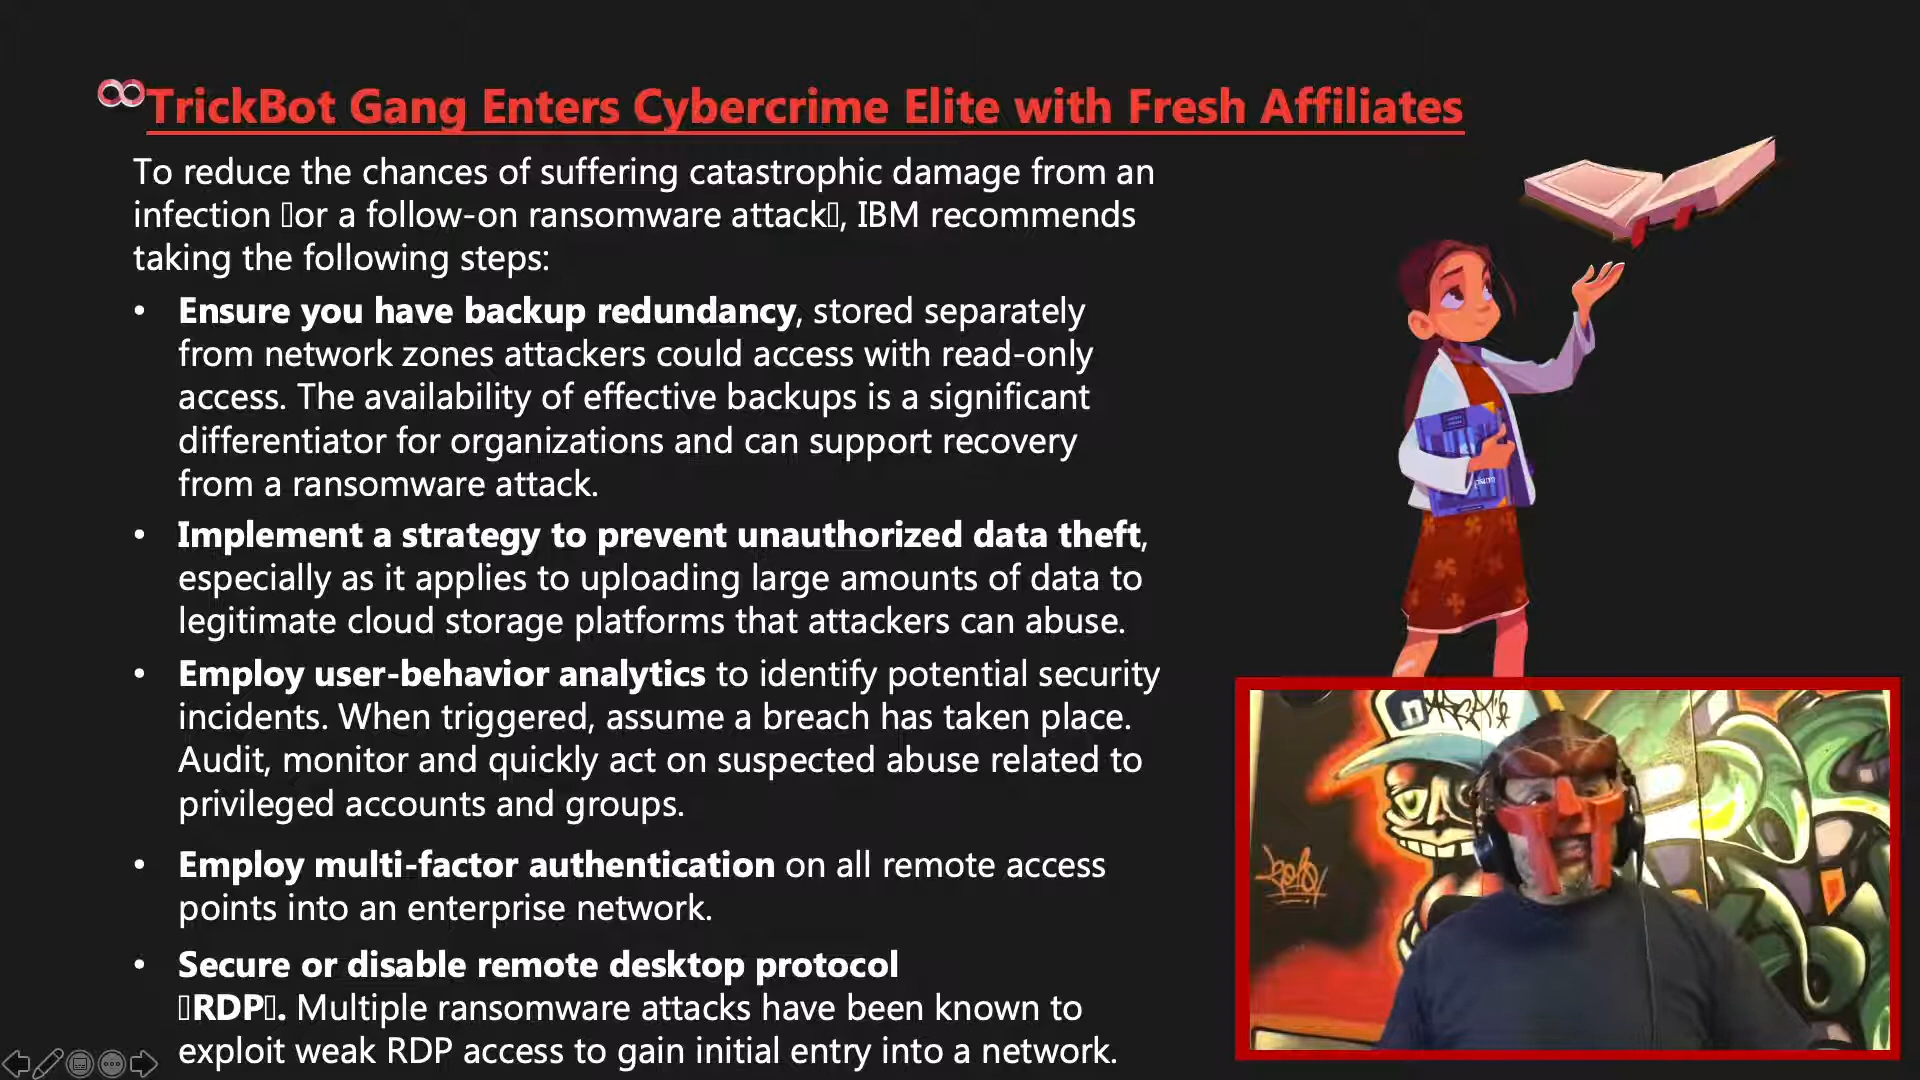 TrickBot Gang Enters Cybercrime Elite with Fresh Affiliates
To reduce the chances of suffering catastrophic damage from an
infection ▯or a follow-on ransomware attack▯, IBM recommends
taking the following steps:
• Ensure you have backup redundancy, stored separately
from network zones attackers could access with read-only
access. The availability of effective backups is a significant
differentiator for organizations and can support recovery
from a ransomware attack.
• Implement a strategy to prevent unauthorized data theft,
especially as it applies to uploading large amounts of data to
legitimate cloud storage platforms that attackers can abuse.
• Employ user-behavior analytics to identify potential security
incidents. When triggered, assume a breach has taken place.
Audit, monitor and quickly act on suspected abuse related to
privileged accounts and groups.
• Employ multi-factor authentication on all remote access
points into an enterprise network.
• Secure or disable remote desktop protocol
▯RDP▯. Multiple ransomware attacks have been known to
exploit weak RDP access to gain initial entry into a network.